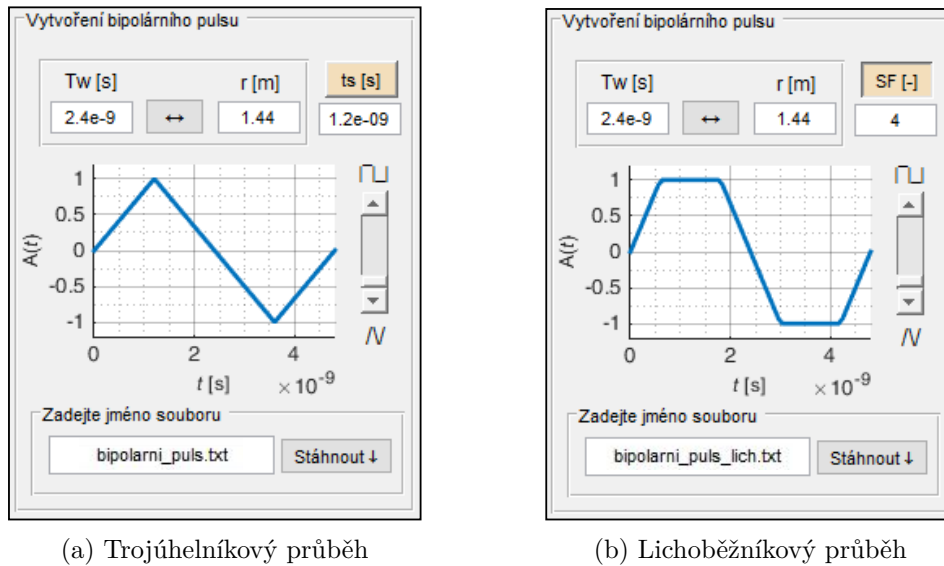 Vytvoření bipolárního pulsu
Tw [s] r [m] ts [s]
2.4e-9 ↔ 1.44 1.2e-09
1
0.5
0
-0.5
-1
A(t)
0 2 4
t [s] ×10-9
Zadejte jméno souboru
bipolarni_puls.txt Stáhnout ↓
(a) Trojúhelníkový průběh
Vytvoření bipolárního pulsu
Tw [s] r [m] SF [-]
2.4e-9 ↔ 1.44 4
1
0.5
0
-0.5
-1
A(t)
0 2 4
t [s] ×10-9
Zadejte jméno souboru
bipolarni_puls_lich.txt Stáhnout ↓
(b) Lichoběžníkový průběh